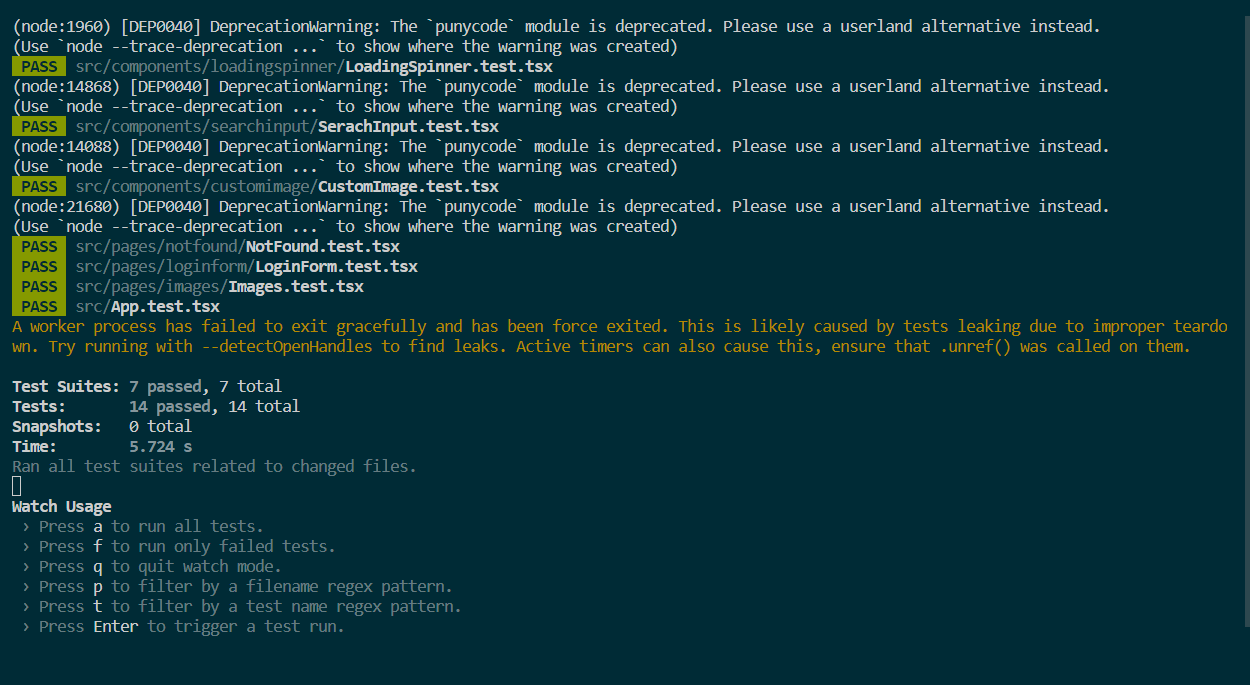 (node:1960) [DEP0040] DeprecationWarning: The `punycode` module is deprecated. Please use a userland alternative instead.
(Use `node --trace-deprecation ...` to show where the warning was created)
PASS src/components/loadingspinner/LoadingSpinner.test.tsx
(node:14868) [DEP0040] DeprecationWarning: The `punycode` module is deprecated. Please use a userland alternative instead.
(Use `node --trace-deprecation ...` to show where the warning was created)
PASS src/components/searchinput/SerachInput.test.tsx
(node:14088) [DEP0040] DeprecationWarning: The `punycode` module is deprecated. Please use a userland alternative instead.
(Use `node --trace-deprecation ...` to show where the warning was created)
PASS src/components/customimage/CustomImage.test.tsx
(node:21680) [DEP0040] DeprecationWarning: The `punycode` module is deprecated. Please use a userland alternative instead.
(Use `node --trace-deprecation ...` to show where the warning was created)
PASS src/pages/notfound/NotFound.test.tsx
PASS src/pages/loginform/LoginForm.test.tsx
PASS src/pages/images/Images.test.tsx
PASS src/App.test.tsx
A worker process has failed to exit gracefully and has been force exited. This is likely caused by tests leaking due to improper teardo
wn. Try running with --detectOpenHandles to find leaks. Active timers can also cause this, ensure that .unref() was called on them.
Test Suites: 7 passed, 7 total
Tests: 14 passed, 14 total
Snapshots: 0 total
Time: 5.724 s
Ran all test suites related to changed files.
Watch Usage
› Press a to run all tests.
› Press f to run only failed tests.
› Press q to quit watch mode.
› Press p to filter by a filename regex pattern.
› Press t to filter by a test name regex pattern.
› Press Enter to trigger a test run.